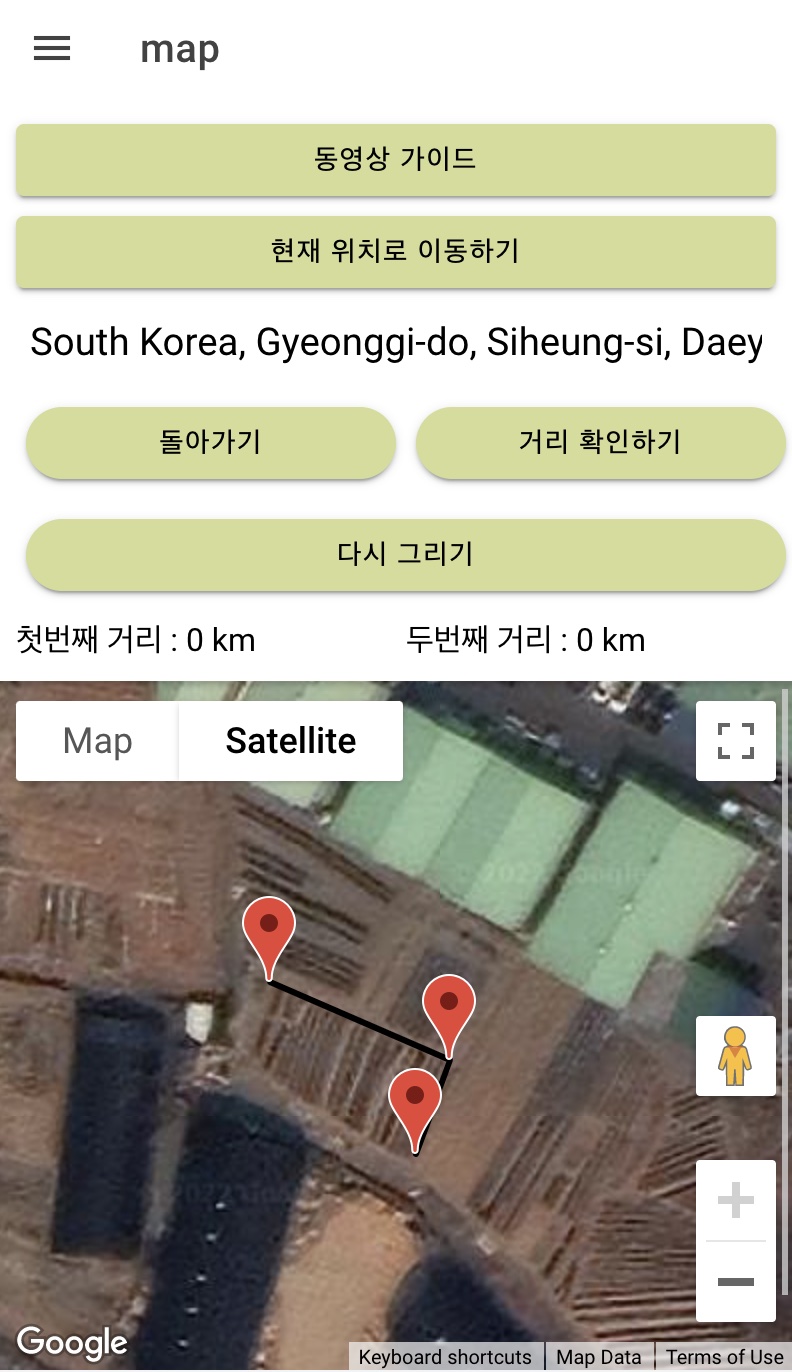 map
동영상 가이드
현재 위치로 이동하기
South Korea, Gyeonggi-do, Siheung-si, Daey
돌아가기 거리 확인하기
다시 그리기
첫번째 거리 : 0 km 두번째 거리 : 0 km
Map Satellite
Google
Keyboard shortcuts Map Data Terms of Use